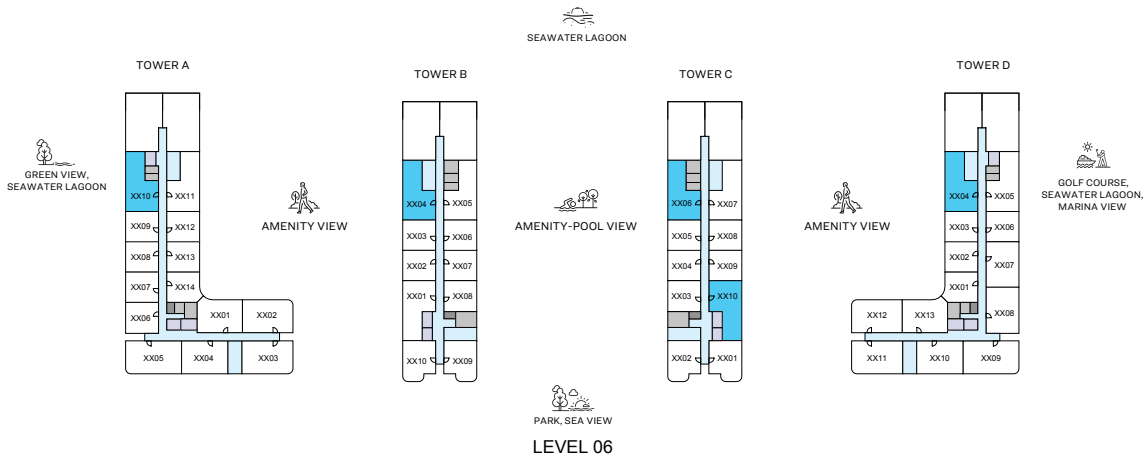 SEAWATER LAGOON
TOWER A
TOWER B
TOWER C
TOWER D
GREEN VIEW,
SEAWATER LAGOON
AMENITY VIEW
AMENITY-POOL VIEW
AMENITY VIEW
GOLF COURSE,
SEAWATER LAGOON,
MARINA VIEW
XX10 XX11
XX09 XX12
XX08 XX13
XX07 XX14
XX06 XX01 XX02
XX05 XX04 XX03
XX04 XX05
XX03 XX06
XX02 XX07
XX01 XX08
XX10 XX09
XX06 XX07
XX05 XX08
XX04 XX09
XX03 XX10
XX02 XX01
XX04 XX05
XX03 XX06
XX02 XX07
XX01 XX08
XX12 XX13
XX11 XX10 XX09
PARK, SEA VIEW
LEVEL 06